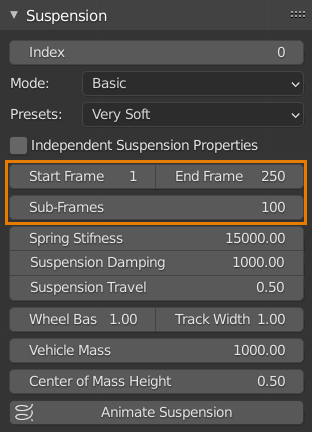 Suspension
Index 0
Mode: Basic
Presets: Very Soft
Independent Suspension Properties
Start Frame 1 End Frame 250
Sub-Frames 100
Spring Stifness 15000.00
Suspension Damping 1000.00
Suspension Travel 0.50
Wheel Bas 1.00 Track Width 1.00
Vehicle Mass 1000.00
Center of Mass Height 0.50
Animate Suspension